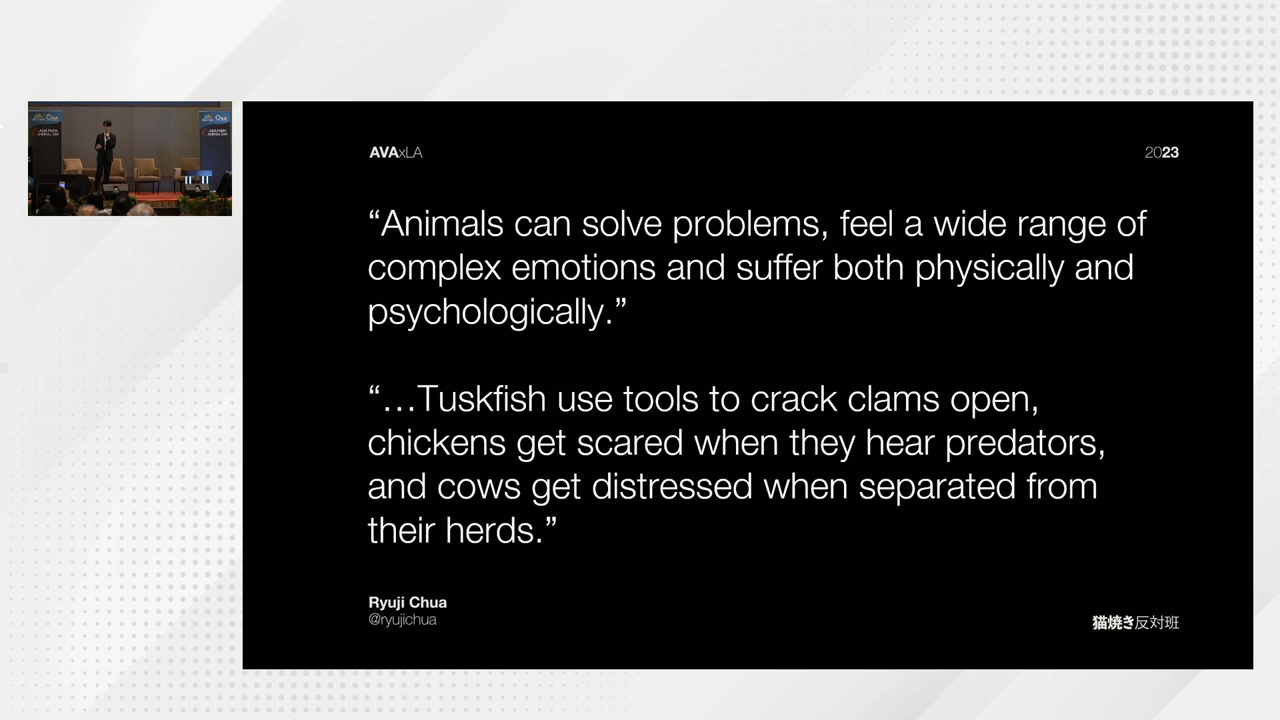 AVAxLA
2023
“Animals can solve problems, feel a wide range of
complex emotions and suffer both physically and
psychologically.”
“…Tuskfish use tools to crack clams open,
chickens get scared when they hear predators,
and cows get distressed when separated from
their herds.”
Ryuji Chua
@ryujichua
猫焼き反対班